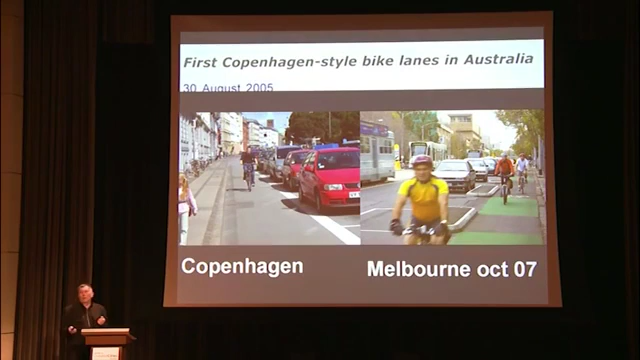 First Copenhagen-style bike lanes in Australia
30 August 2005
Copenhagen
Melbourne oct 07